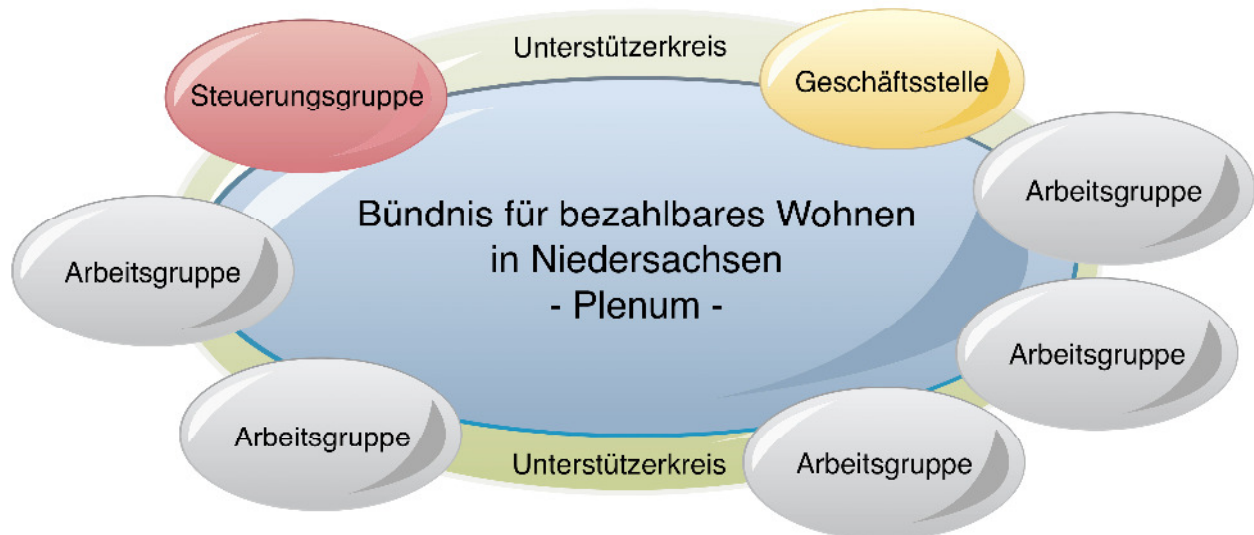 Unterstützerkreis
Steuerungsgruppe
Geschäftsstelle
Arbeitsgruppe
Bündnis für bezahlbares Wohnen
in Niedersachsen
- Plenum -
Arbeitsgruppe
Arbeitsgruppe
Arbeitsgruppe
Unterstützerkreis
Arbeitsgruppe